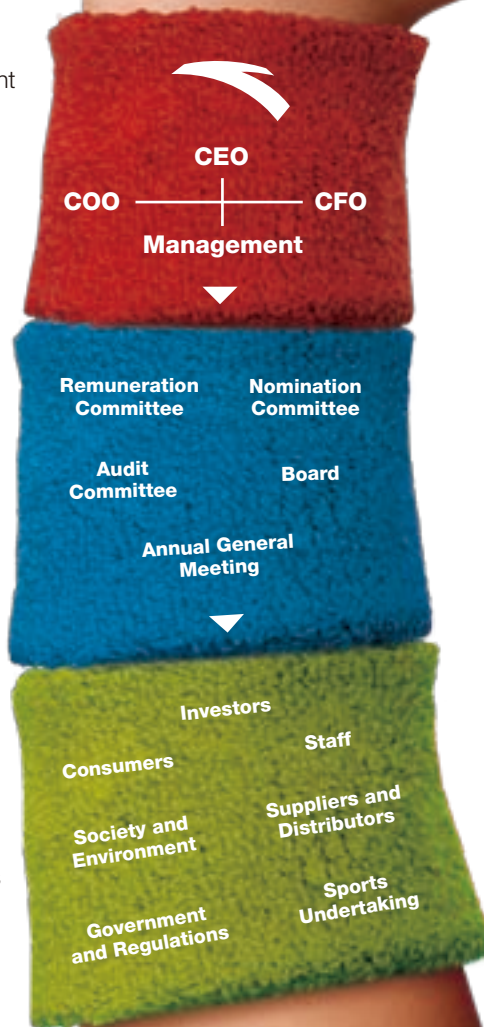 nt
CEO
COO CFO
Management
Remuneration Nomination
Committee Committee
Audit Board
Committee
Annual General
Meeting
Investors
Staff
Consumers
Suppliers and
Distributors
Society and
Environment
Sports
Undertaking
Government
and Regulations